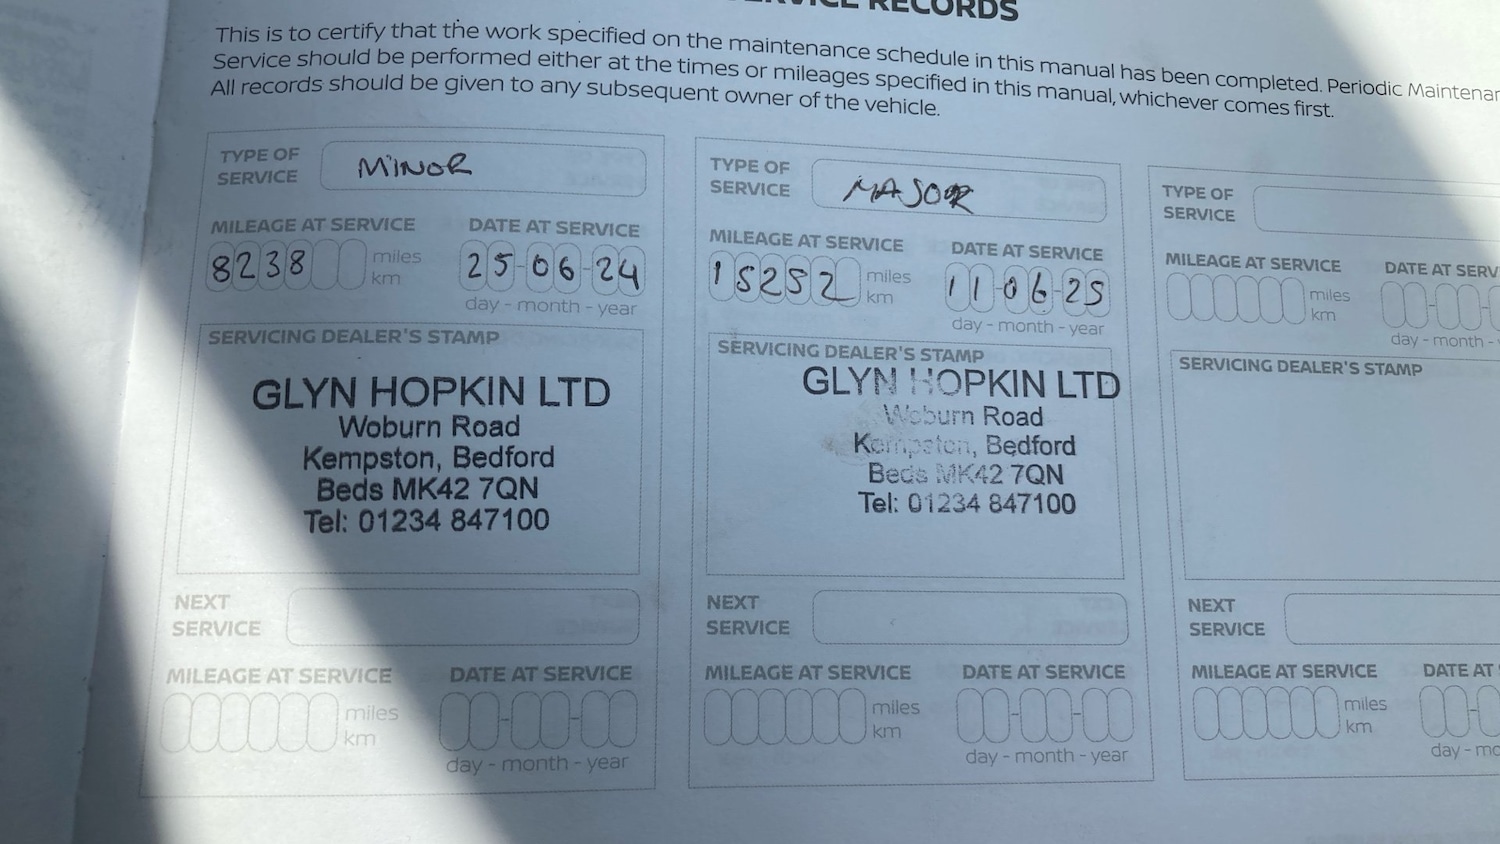 SERVICE RECORDS
This is to certify that the work specified on the maintenance schedule in this manual has been completed. Periodic
Service should be performed either at the times or mileages specified in this manual, whichever comes first.
All records should be given to any subsequent owner of the vehicle.
TYPE OF
SERVICE
MINOR
MILEAGE AT SERVICE
8238
miles
km
DATE AT SERVICE
25-06-24
day - month - year
SERVICING DEALER'S STAMP
GLYN HOPKIN LTD
Woburn Road
Kempston, Bedford
Beds MK42 7QN
Tel: 01234 847100
NEXT
SERVICE
MILEAGE AT SERVICE
miles
km
DATE AT SERVICE
day - month - year
TYPE OF
SERVICE
MAJOR
MILEAGE AT SERVICE
15252
miles
km
DATE AT SERVICE
11-06-25
day - month - year
SERVICING DEALER'S STAMP
GLYN HOPKIN LTD
Woburn Road
Kempston, Bedford
Beds MK42 7QN
Tel: 01234 847100
NEXT
SERVICE
MILEAGE AT SERVICE
miles
km
DATE AT SERVICE
day - month - year
TYPE OF
SERVICE
MILEAGE AT SERVICE
miles
km
DATE AT
day - month -
SERVICING DEALER'S STAMP
NEXT
SERVICE
MILEAGE AT SERVICE
miles
km
DATE AT
day -